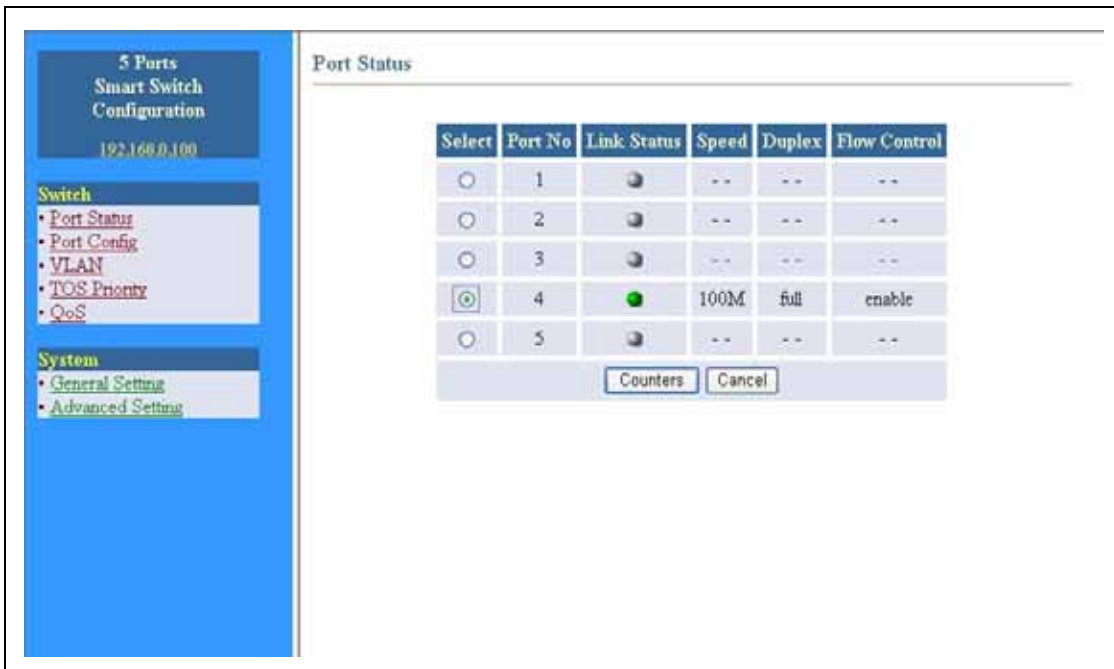 5 Ports
Smart Switch
Configuration
192.168.0.100
Switch
• Port Status
• Port Config
• VLAN
• TOS Priority
• QoS
System
• General Setting
• Advanced Setting
Port Status
Select Port No Link Status Speed Duplex Flow Control
1 - - - - - -
2 - - - - - -
3 - - - - - -
4 100M full enable
5 - - - - - -
Counters Cancel